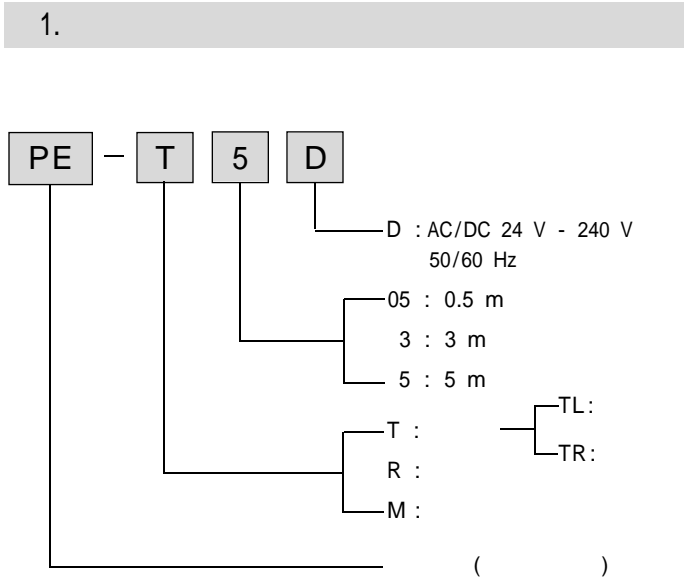 1.
PE - T 5 D
D : AC/DC 24 V - 240 V
50/60 Hz
05 : 0.5 m
3 : 3 m
5 : 5 m
T :
TL:
TR:
R :
M :
( )